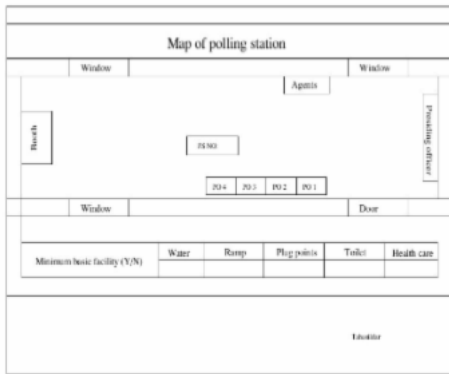 Map of polling station
Window Window
Agents
Booth
Presiding officer
PS NO
PO 4 PO 3 PO 2 PO 1
Window Door
Minimum basic facility (Y/N) Water Ramp Plug points Toilet Health care
Tahsildar